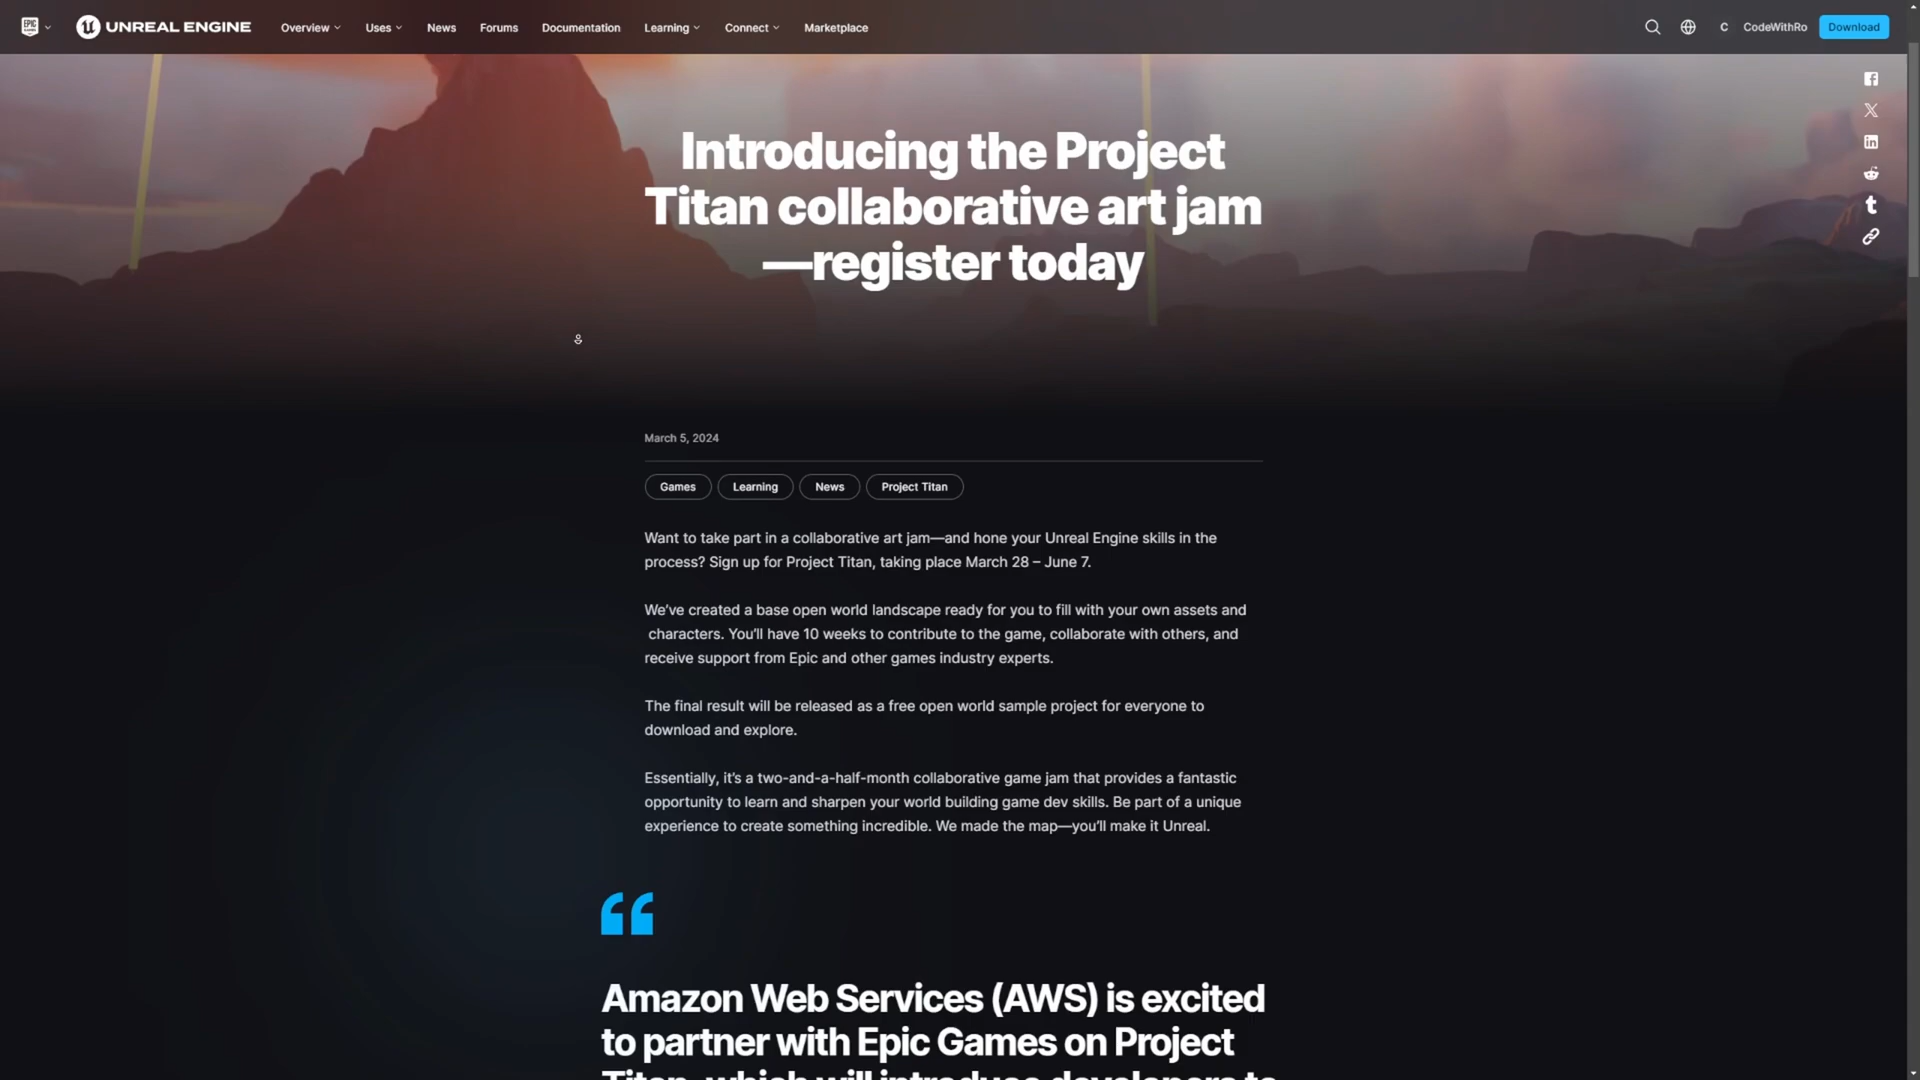 EPIC GAMES
UNREAL ENGINE Overview Uses News Forums Documentation Learning Connect Marketplace C CodeWithRo Download
Introducing the Project
Titan collaborative art jam
—register today
March 5, 2024
Games Learning News Project Titan
Want to take part in a collaborative art jam—and hone your Unreal Engine skills in the
process? Sign up for Project Titan, taking place March 28 – June 7.
We’ve created a base open world landscape ready for you to fill with your own assets and
characters. You’ll have 10 weeks to contribute to the game, collaborate with others, and
receive support from Epic and other games industry experts.
The final result will be released as a free open world sample project for everyone to
download and explore.
Essentially, it’s a two-and-a-half-month collaborative game jam that provides a fantastic
opportunity to learn and sharpen your world building game dev skills. Be part of a unique
experience to create something incredible. We made the map—you’ll make it Unreal.
Amazon Web Services (AWS) is excited
to partner with Epic Games on Project
Titan, which will introduce developers to